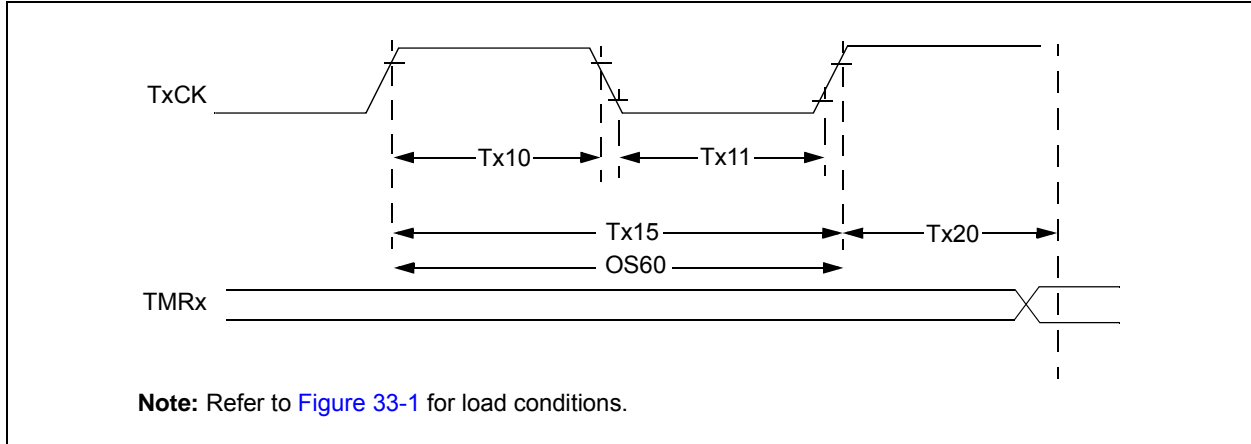 TxCK
Tx10
Tx11
Tx15
Tx20
OS60
TMRx
Note: Refer to Figure 33-1 for load conditions.